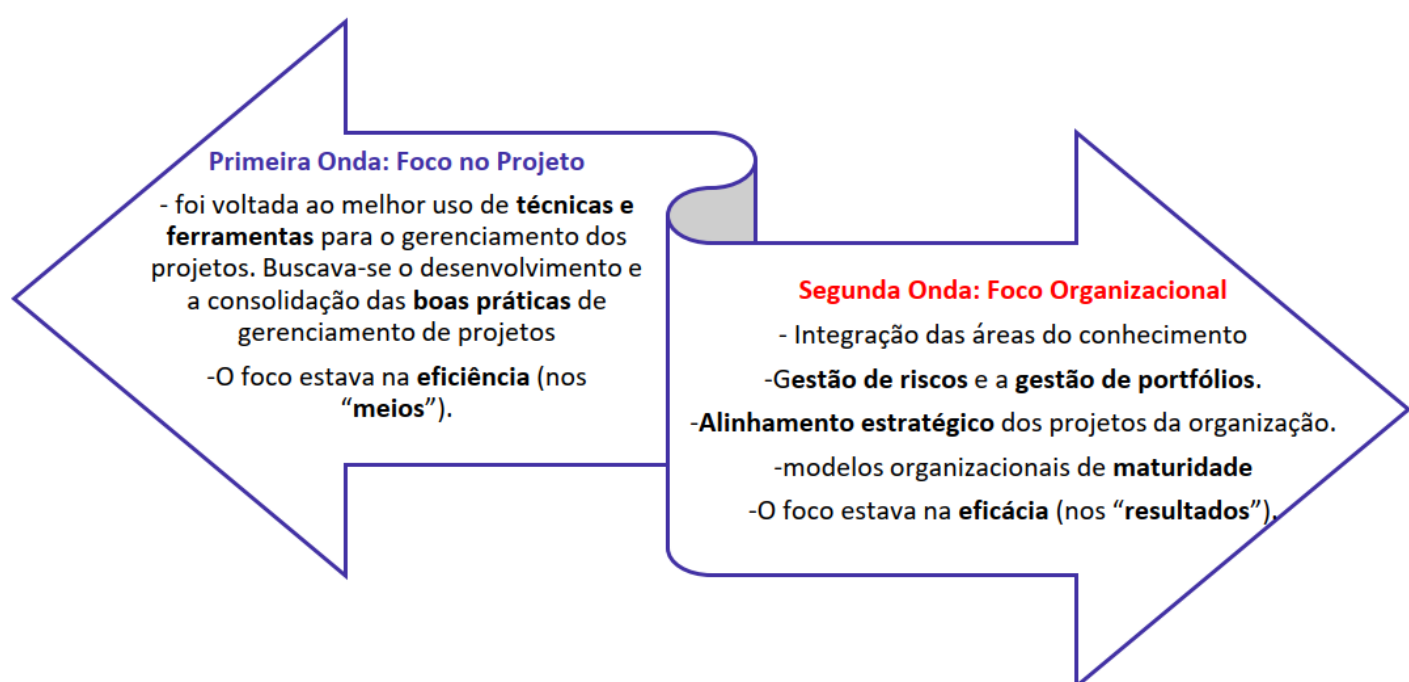 Primeira Onda: Foco no Projeto
- foi voltada ao melhor uso de técnicas e
ferramentas para o gerenciamento dos
projetos. Buscava-se o desenvolvimento e
a consolidação das boas práticas de
gerenciamento de projetos
-O foco estava na eficiência (nos
“meios”).
Segunda Onda: Foco Organizacional
- Integração das áreas do conhecimento
-Gestão de riscos e a gestão de portfólios.
-Alinhamento estratégico dos projetos da organização.
-modelos organizacionais de maturidade
-O foco estava na eficácia (nos “resultados”).